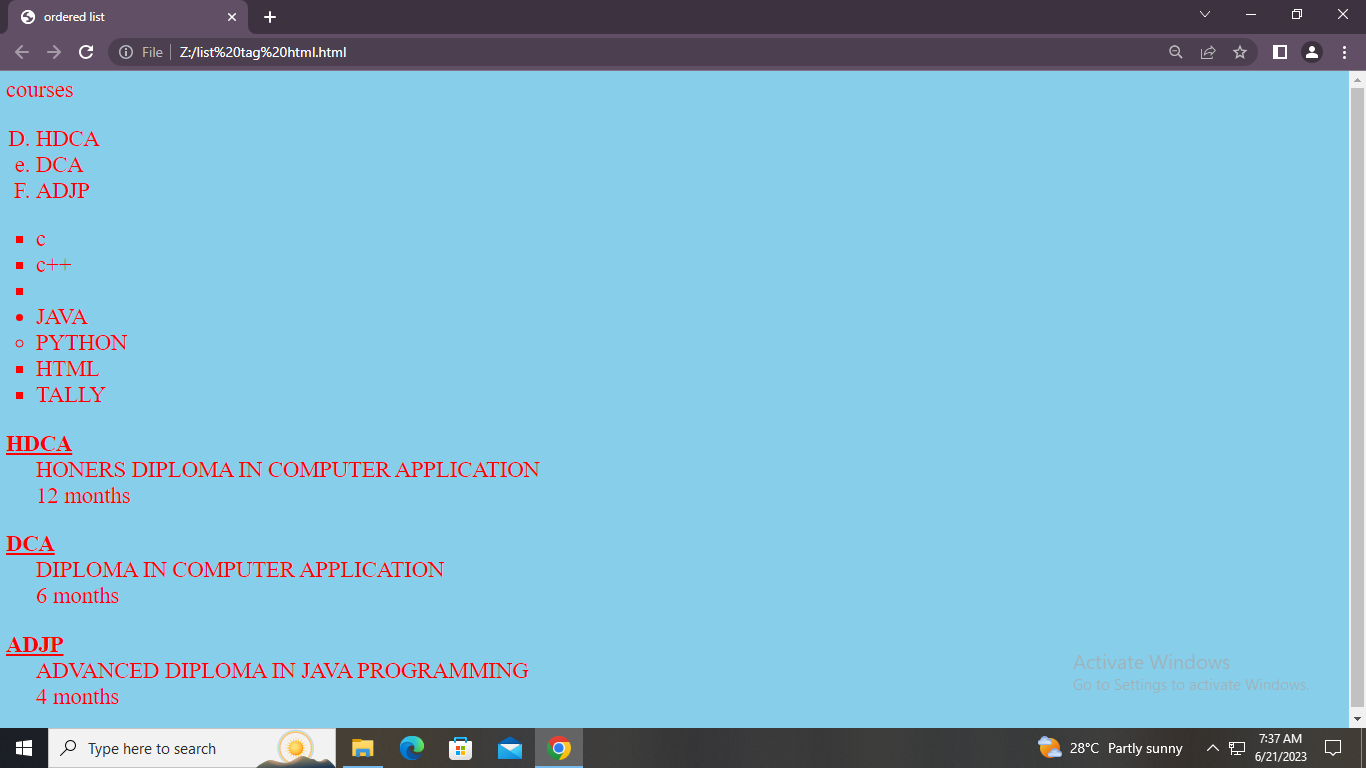 ordered list
File
Z:/list%20tag%20html.html
courses
D. HDCA
e. DCA
F. ADJP
c
c++
JAVA
PYTHON
HTML
TALLY
HDCA
HONERS DIPLOMA IN COMPUTER APPLICATION
12 months
DCA
DIPLOMA IN COMPUTER APPLICATION
6 months
ADJP
ADVANCED DIPLOMA IN JAVA PROGRAMMING
4 months
Activate Windows
Go to Settings to activate Windows.
Type here to search
28°C Partly sunny
7:37 AM
6/21/2023